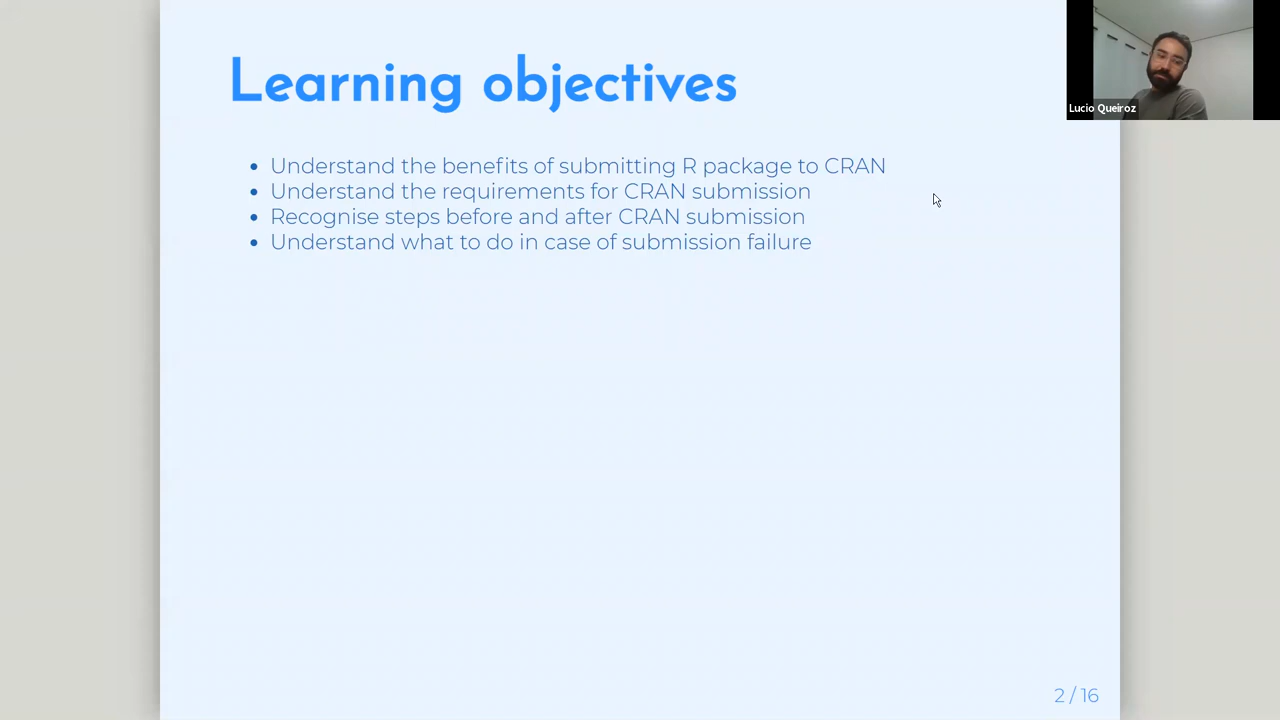 Learning objectives
Understand the benefits of submitting R package to CRAN
Understand the requirements for CRAN submission
Recognise steps before and after CRAN submission
Understand what to do in case of submission failure
Lucio Queiroz
2 / 16